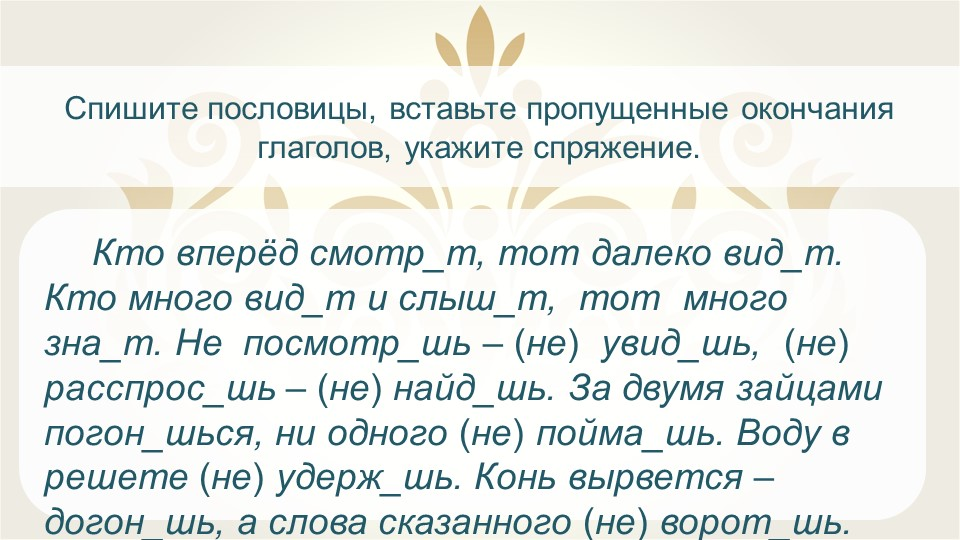 Спишите пословицы, вставьте пропущенные окончания
глаголов, укажите спряжение.
Кто вперёд смотр_т, тот далеко вид_т.
Кто много вид_т и слыш_т, тот много
зна_т. Не посмотр_шь – (не) увид_шь, (не)
расспрос_шь – (не) найд_шь. За двумя зайцами
погон_шься, ни одного (не) пойма_шь. Воду в
решете (не) удерж_шь. Конь вырвется –
догон_шь, а слова сказанного (не) ворот_шь.